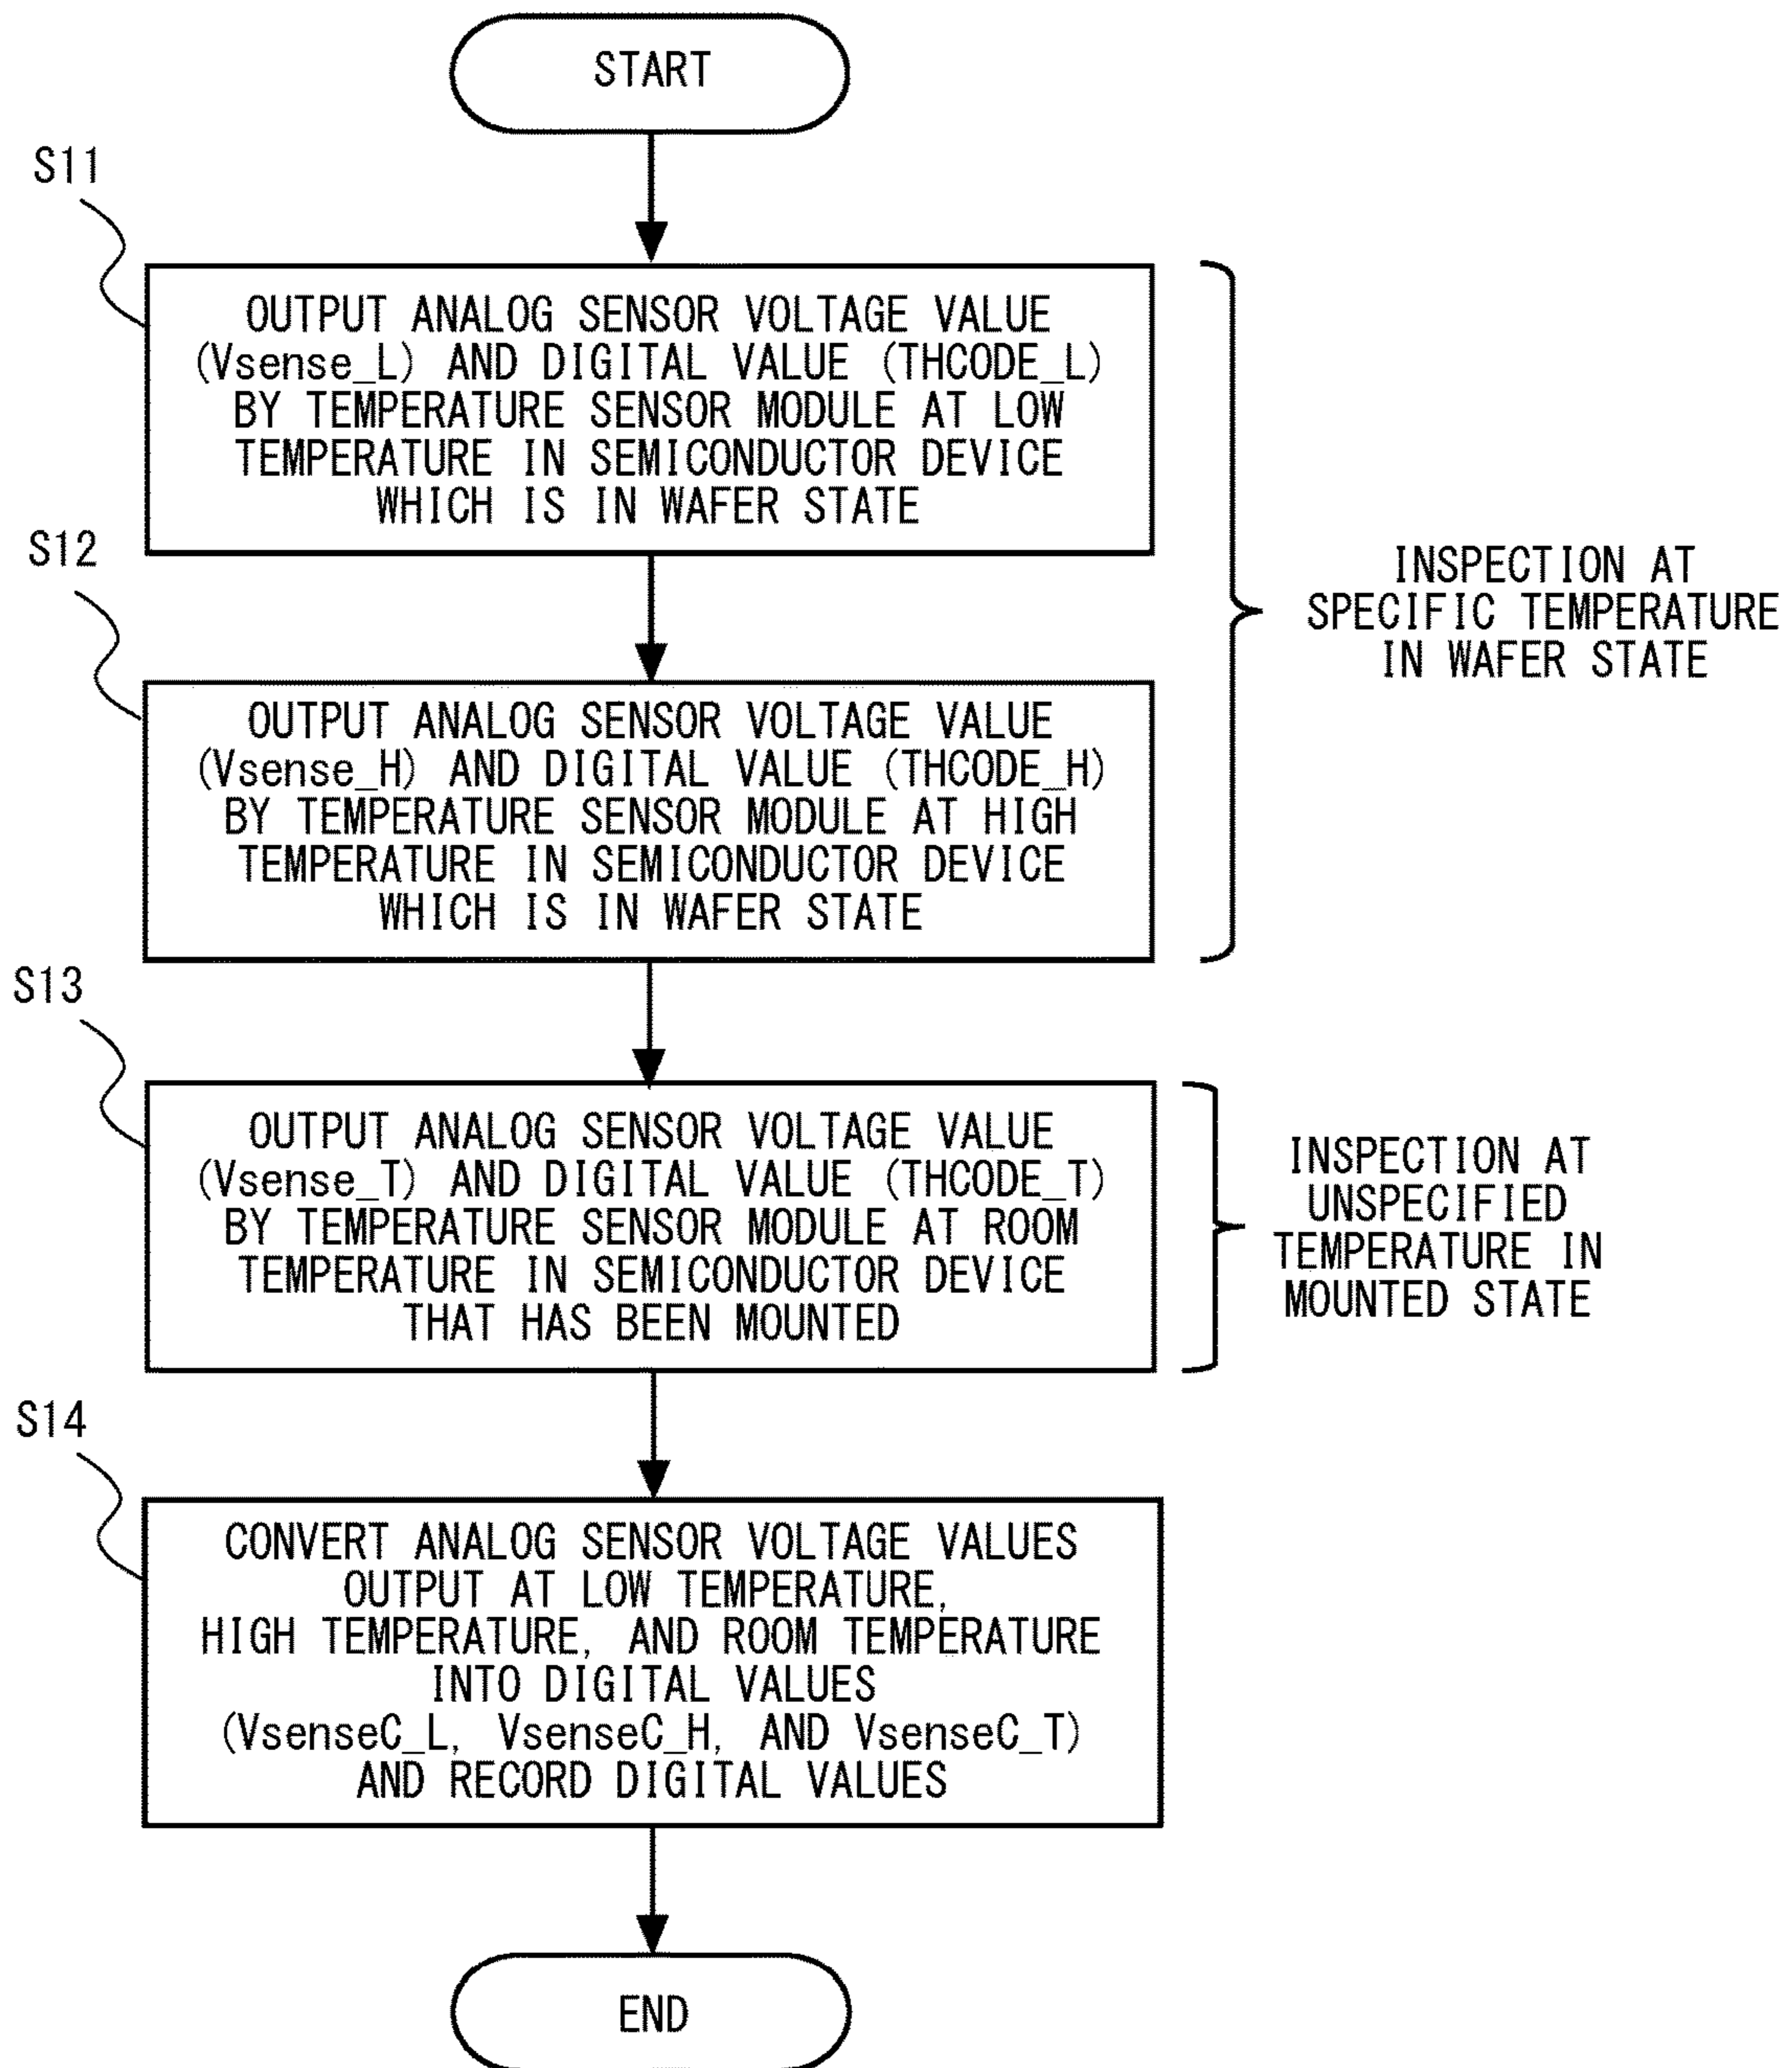 START
S11
OUTPUT ANALOG SENSOR VOLTAGE VALUE
(Vsense_L) AND DIGITAL VALUE (THCODE_L)
BY TEMPERATURE SENSOR MODULE AT LOW
TEMPERATURE IN SEMICONDUCTOR DEVICE
WHICH IS IN WAFER STATE
S12
OUTPUT ANALOG SENSOR VOLTAGE VALUE
(Vsense_H) AND DIGITAL VALUE (THCODE_H)
BY TEMPERATURE SENSOR MODULE AT HIGH
TEMPERATURE IN SEMICONDUCTOR DEVICE
WHICH IS IN WAFER STATE
INSPECTION AT
SPECIFIC TEMPERATURE
IN WAFER STATE
S13
OUTPUT ANALOG SENSOR VOLTAGE VALUE
(Vsense_T) AND DIGITAL VALUE (THCODE_T)
BY TEMPERATURE SENSOR MODULE AT ROOM
TEMPERATURE IN SEMICONDUCTOR DEVICE
THAT HAS BEEN MOUNTED
INSPECTION AT
UNSPECIFIED
TEMPERATURE IN
MOUNTED STATE
S14
CONVERT ANALOG SENSOR VOLTAGE VALUES
OUTPUT AT LOW TEMPERATURE,
HIGH TEMPERATURE, AND ROOM TEMPERATURE
INTO DIGITAL VALUES
(VsenseC_L, VsenseC_H, AND VsenseC_T)
AND RECORD DIGITAL VALUES
END